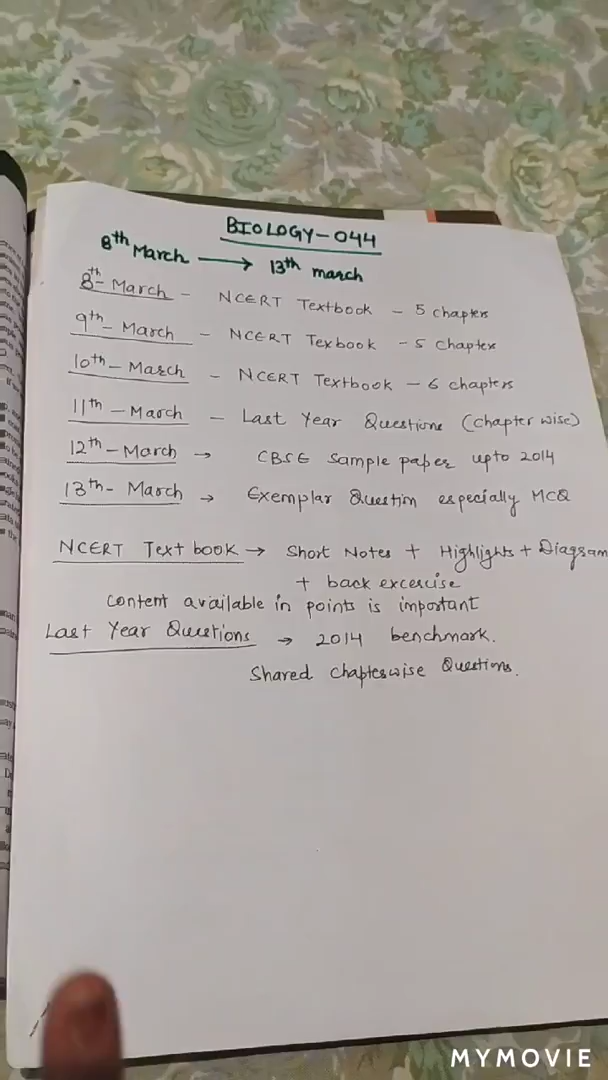 BIOLOGY-044
8th March → 13th march
8th- March - NCERT Textbook - 5 chapters
9th- March - NCERT Texbook - 5 chapters
10th- March - NCERT Textbook - 6 chapters
11th-March - Last Year Questions (chapter wise)
12th-March → CBSE sample paper upto 2014
13th- March → Exemplar Question especially MCQ
NCERT Text book → Short Notes + Highlights + Diagram
+ back excercise
content available in points is important
Last Year Questions → 2014 benchmark.
Shared chapterwise Questions.
MYMOVIE